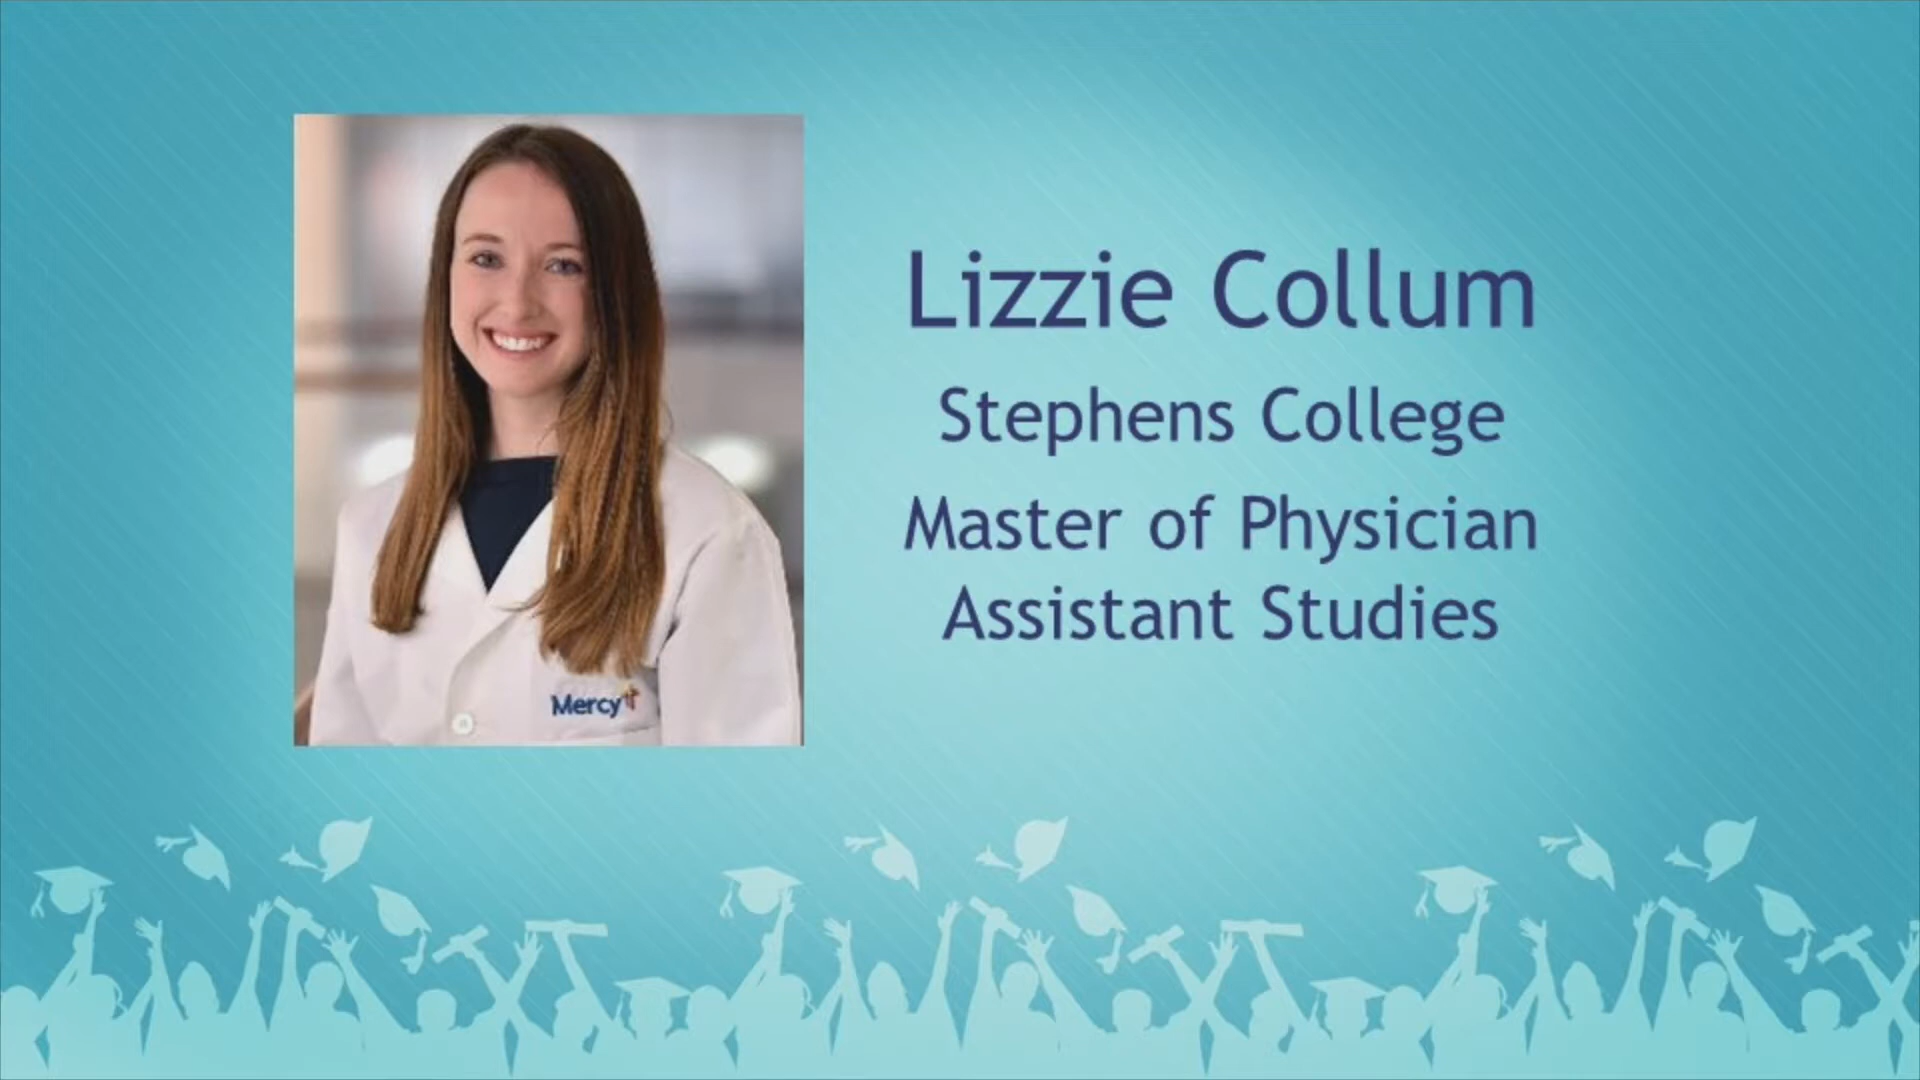 Lizzie Collum
Stephens College
Master of Physician
Assistant Studies
Mercy